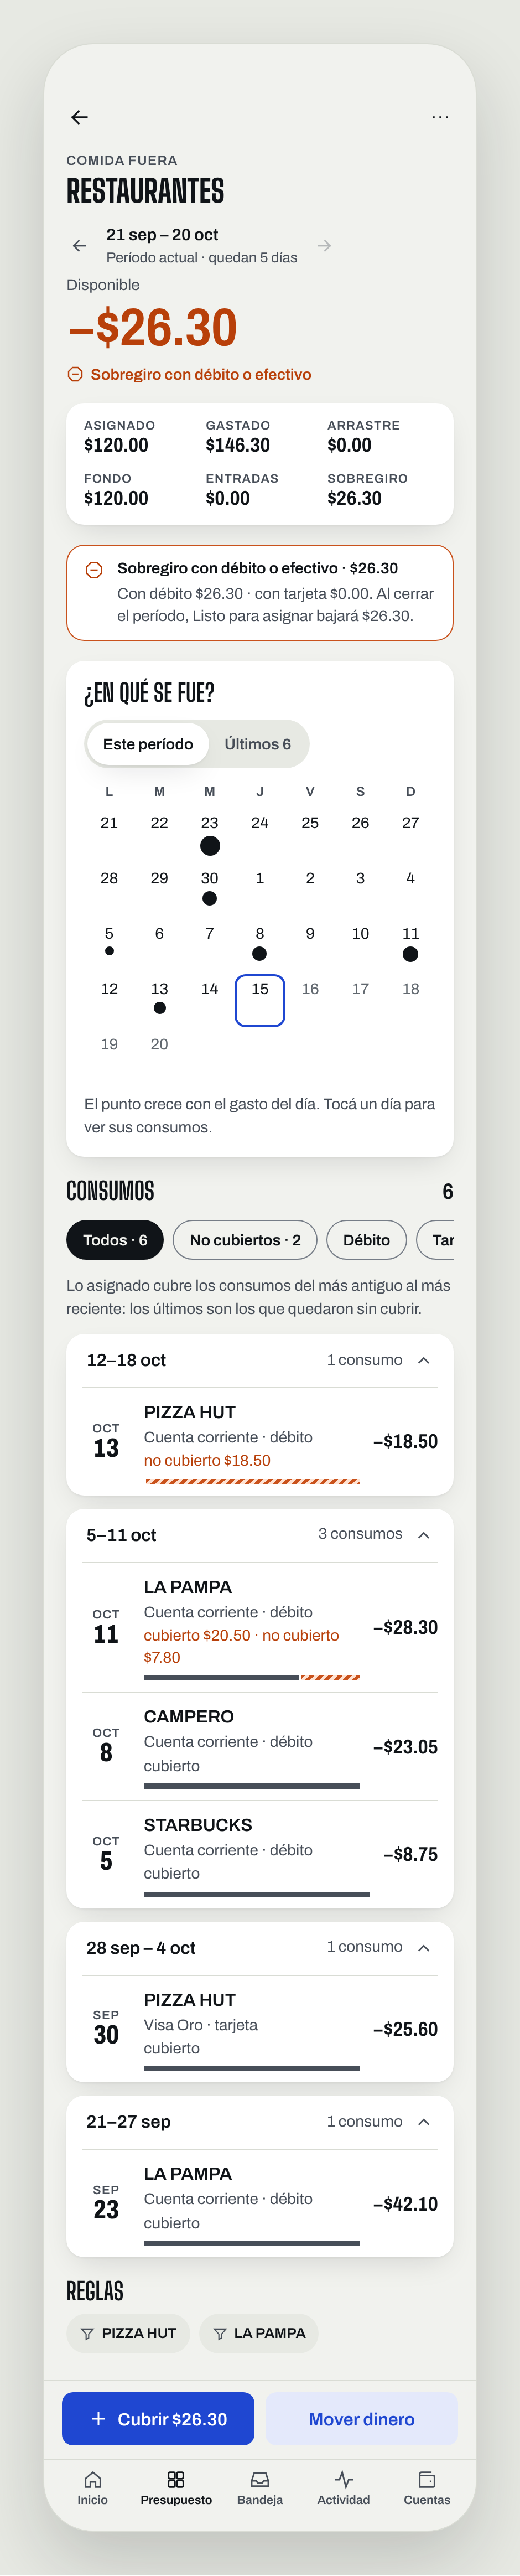 COMIDA FUERA
RESTAURANTES
21 sep – 20 oct
Período actual · quedan 5 días
Disponible
–$26.30
Sobregiro con débito o efectivo
ASIGNADO GASTADO ARRASTRE
$120.00 $146.30 $0.00
FONDO ENTRADAS SOBREGIRO
$120.00 $0.00 $26.30
Sobregiro con débito o efectivo · $26.30
Con débito $26.30 · con tarjeta $0.00. Al cerrar
el período, Listo para asignar bajará $26.30.
¿EN QUÉ SE FUE?
Este período Últimos 6
L M M J V S D
21 22 23 24 25 26 27
28 29 30 1 2 3 4
5 6 7 8 9 10 11
12 13 14 15 16 17 18
19 20
El punto crece con el gasto del día. Tocá un día para
ver sus consumos.
CONSUMOS 6
Todos · 6 No cubiertos · 2 Débito Tar
Lo asignado cubre los consumos del más antiguo al más
reciente: los últimos son los que quedaron sin cubrir.
12–18 oct 1 consumo
OCT
13
PIZZA HUT
Cuenta corriente · débito
no cubierto $18.50
–$18.50
5–11 oct 3 consumos
OCT
11
LA PAMPA
Cuenta corriente · débito
cubierto $20.50 · no cubierto
$7.80
–$28.30
OCT
8
CAMPERO
Cuenta corriente · débito
cubierto
–$23.05
OCT
5
STARBUCKS
Cuenta corriente · débito
cubierto
–$8.75
28 sep – 4 oct 1 consumo
SEP
30
PIZZA HUT
Visa Oro · tarjeta
cubierto
–$25.60
21–27 sep 1 consumo
SEP
23
LA PAMPA
Cuenta corriente · débito
cubierto
–$42.10
REGLAS
PIZZA HUT LA PAMPA
+ Cubrir $26.30 Mover dinero
Inicio Presupuesto Bandeja Actividad Cuentas